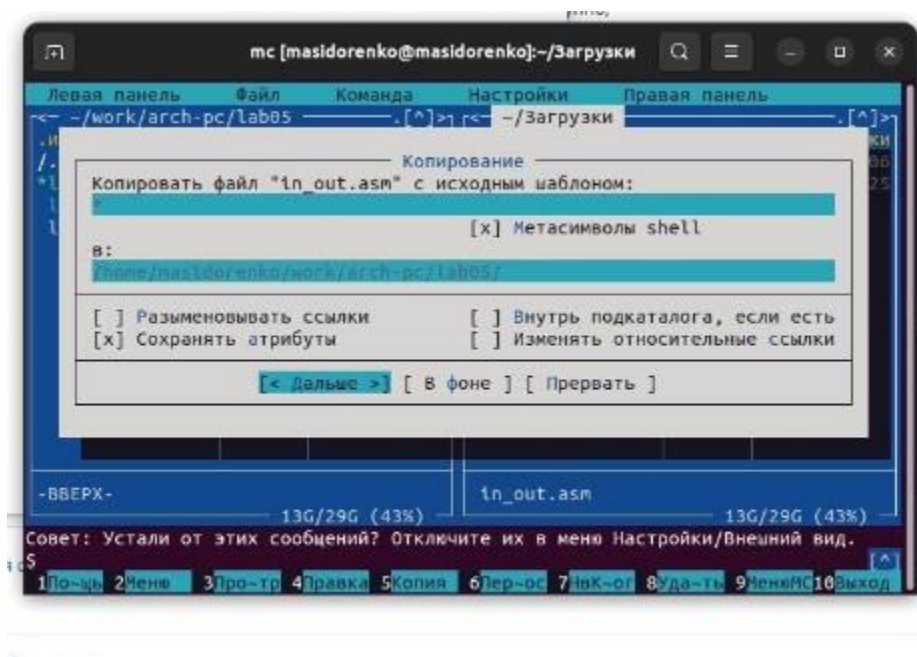 mc [masidorenko@masidorenko]:~/Загрузки
Левая панель Файл Команда Настройки Правая панель
<— ~/work/arch-pc/lab05 .[^]> <— ~/Загрузки .[^]>
Копирование
Копировать файл "in_out.asm" с исходным шаблоном:
*
[x] Метасимволы shell
в:
/home/masidorenko/work/arch-pc/lab05/
[ ] Разыменовывать ссылки [ ] Внутрь подкаталога, если есть
[x] Сохранять атрибуты [ ] Изменять относительные ссылки
[< Дальше >] [ В фоне ] [ Прервать ]
-ВВЕРХ- in_out.asm
13G/29G (43%) 13G/29G (43%)
Совет: Устали от этих сообщений? Отключите их в меню Настройки/Внешний вид.
[^]
1По~щь 2Меню 3Про~тр 4Правка 5Копия 6Пер~ос 7НвК~ог 8Уда~ть 9МенюМС 10Выход